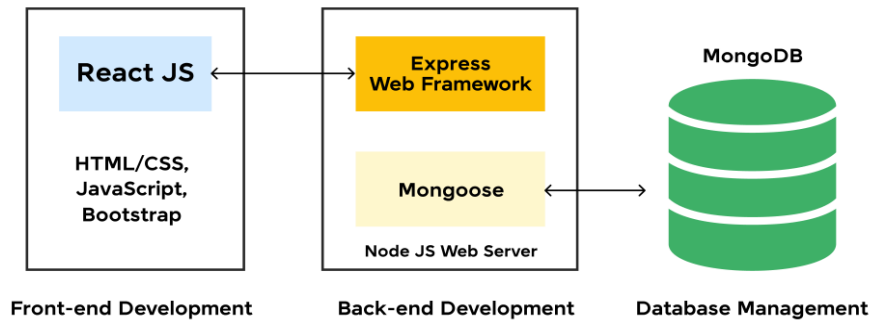 React JS
HTML/CSS,
JavaScript,
Bootstrap
Front-end Development
Express
Web Framework
Mongoose
Node JS Web Server
Back-end Development
MongoDB
Database Management